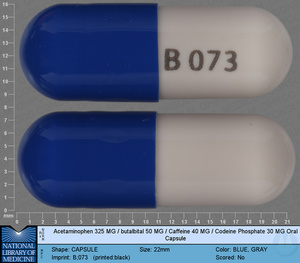 B 073
mm
NATIONAL
LIBRARY OF
MEDICINE
Acetaminophen 325 MG / butalbital 50 MG / Caffeine 40 MG / Codeine Phosphate 30 MG Oral
Capsule
Shape: CAPSULE Size: 22mm Color: BLUE, GRAY
Imprint: B;073 (printed:black) Scored: No